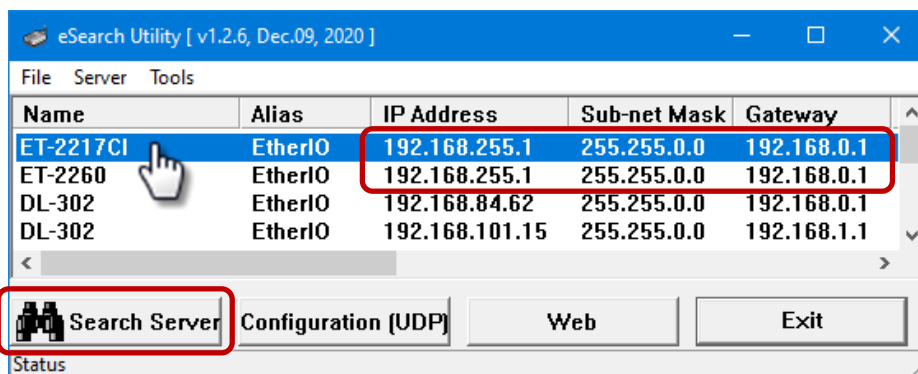 eSearch Utility [ v1.2.6, Dec.09, 2020 ]
File Server Tools
Name Alias IP Address Sub-net Mask Gateway
ET-2217CI EtherIO 192.168.255.1 255.255.0.0 192.168.0.1
ET-2260 EtherIO 192.168.255.1 255.255.0.0 192.168.0.1
DL-302 EtherIO 192.168.84.62 255.255.0.0 192.168.0.1
DL-302 EtherIO 192.168.101.15 255.255.0.0 192.168.1.1
Search Server Configuration (UDP) Web Exit
Status